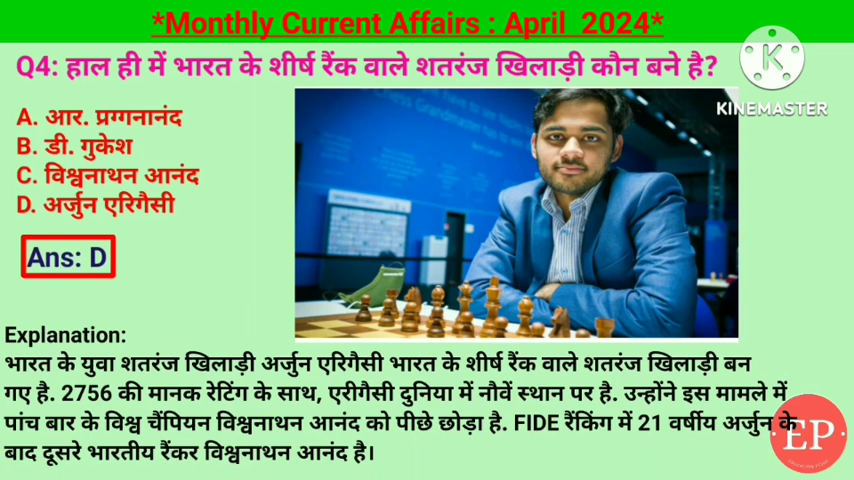 *Monthly Current Affairs : April 2024*
Q4: हाल ही में भारत के शीर्ष रैंक वाले शतरंज खिलाड़ी कौन बने है?
KINEMASTER
A. आर. प्रग्गनानंद
B. डी. गुकेश
C. विश्वनाथन आनंद
D. अर्जुन एरिगैसी
Ans: D
Explanation:
भारत के युवा शतरंज खिलाड़ी अर्जुन एरिगैसी भारत के शीर्ष रैंक वाले शतरंज खिलाड़ी बन
गए है. 2756 की मानक रेटिंग के साथ, एरीगैसी दुनिया में नौवें स्थान पर है. उन्होंने इस मामले में
पांच बार के विश्व चैंपियन विश्वनाथन आनंद को पीछे छोड़ा है. FIDE रैंकिंग में 21 वर्षीय अर्जुन के
बाद दूसरे भारतीय रैंकर विश्वनाथन आनंद है।
EP